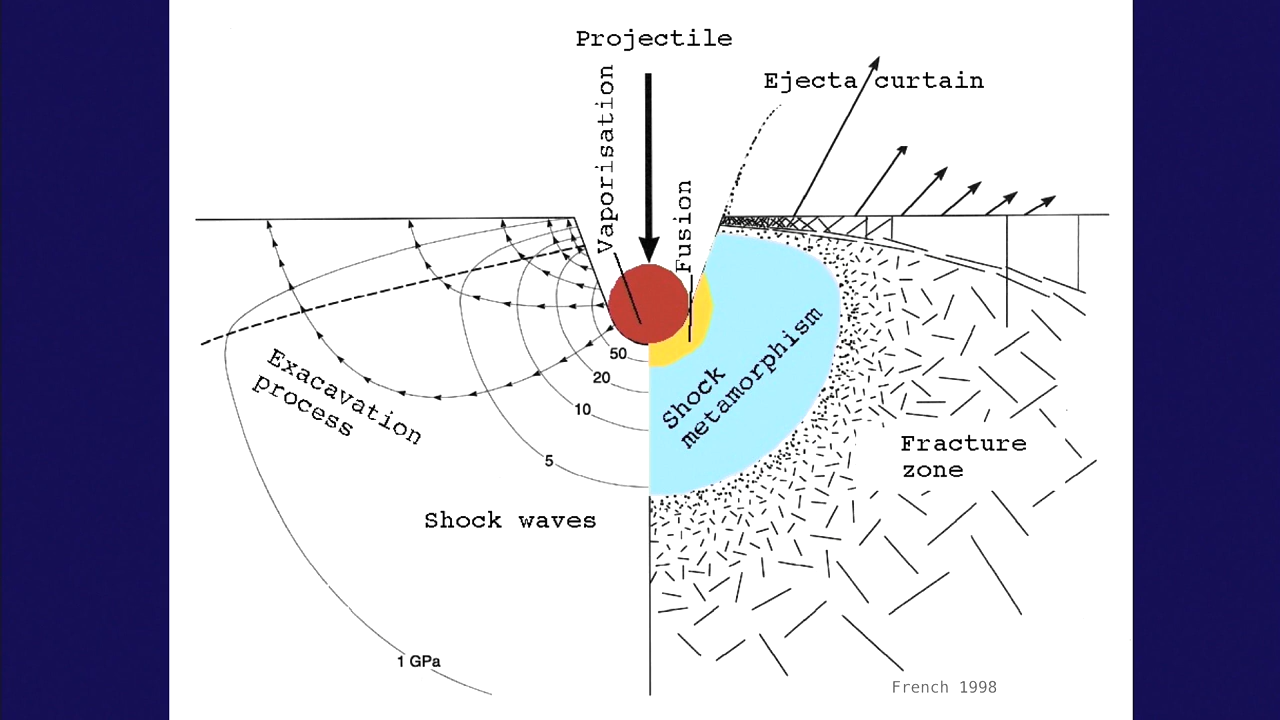 Projectile
Vaporisation
Ejecta curtain
Fusion
Exacavation
process
Shock
metamorphism
50
20
10
5
Fracture
zone
Shock waves
1 GPa
French 1998